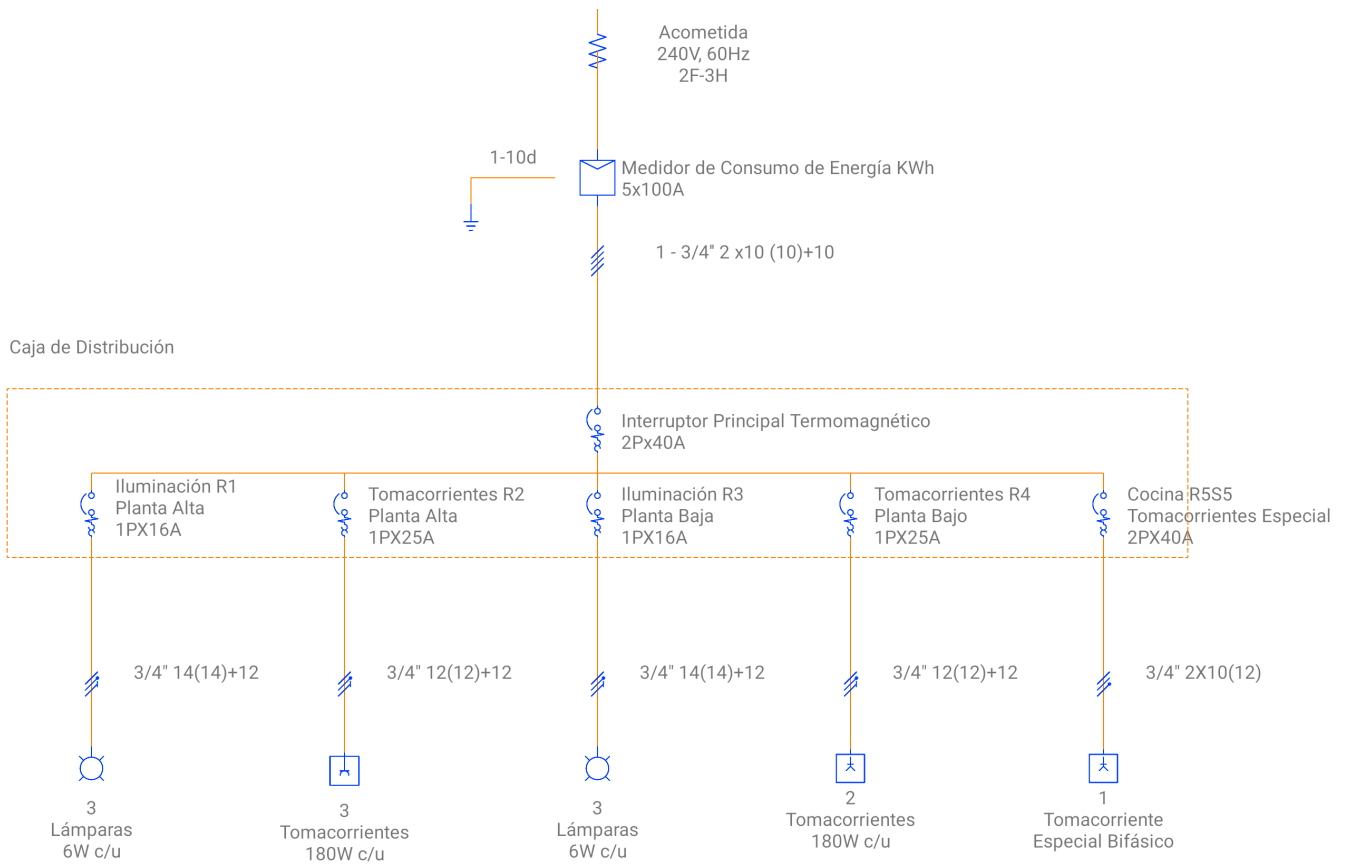 Acometida
240V, 60Hz
2F-3H
1-10d
Medidor de Consumo de Energía KWh
5x100A
1 - 3/4" 2 x10 (10)+10
Caja de Distribución
Interruptor Principal Termomagnético
2Px40A
Iluminación R1
Planta Alta
1PX16A
Tomacorrientes R2
Planta Alta
1PX25A
Iluminación R3
Planta Baja
1PX16A
Tomacorrientes R4
Planta Bajo
1PX25A
Cocina R5S5
Tomacorrientes Especial
2PX40A
3/4" 14(14)+12
3/4" 12(12)+12
3/4" 14(14)+12
3/4" 12(12)+12
3/4" 2X10(12)
3
Lámparas
6W c/u
3
Tomacorrientes
180W c/u
3
Lámparas
6W c/u
2
Tomacorrientes
180W c/u
1
Tomacorriente
Especial Bifásico